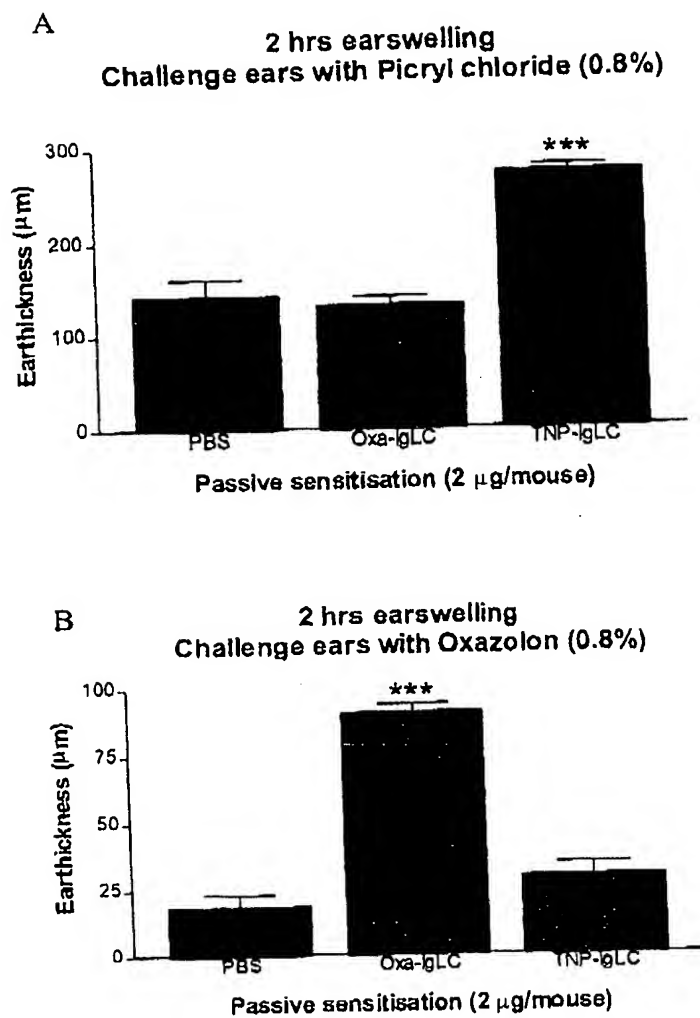 A
2 hrs earswelling
Challenge ears with Picryl chloride (0.8%)
***
300
200
100
0
Earthickness (μm)
PBS
Oxa-IgLC
TNP-IgLC
Passive sensitisation (2 μg/mouse)
B
2 hrs earswelling
Challenge ears with Oxazolon (0.8%)
***
100
75
50
25
0
Earthickness (μm)
PBS
Oxa-IgLC
TNP-IgLC
Passive sensitisation (2 μg/mouse)